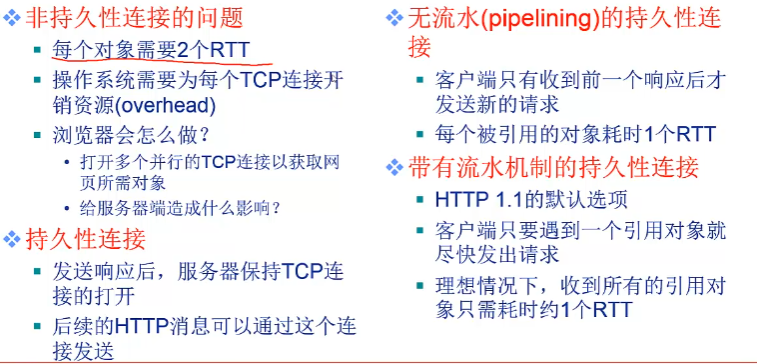 非持久性连接的问题
每个对象需要2个RTT
操作系统需要为每个TCP连接开
销资源(overhead)
浏览器会怎么做?
打开多个并行的TCP连接以获取网
页所需对象
给服务器端造成什么影响?
持久性连接
发送响应后，服务器保持TCP连
接的打开
后续的HTTP消息可以通过这个连
接发送
无流水(pipelining)的持久性连
接
客户端只有收到前一个响应后才
发送新的请求
每个被引用的对象耗时1个RTT
带有流水机制的持久性连接
HTTP 1.1的默认选项
客户端只要遇到一个引用对象就
尽快发出请求
理想情况下，收到所有的引用对
象只需耗时约1个RTT